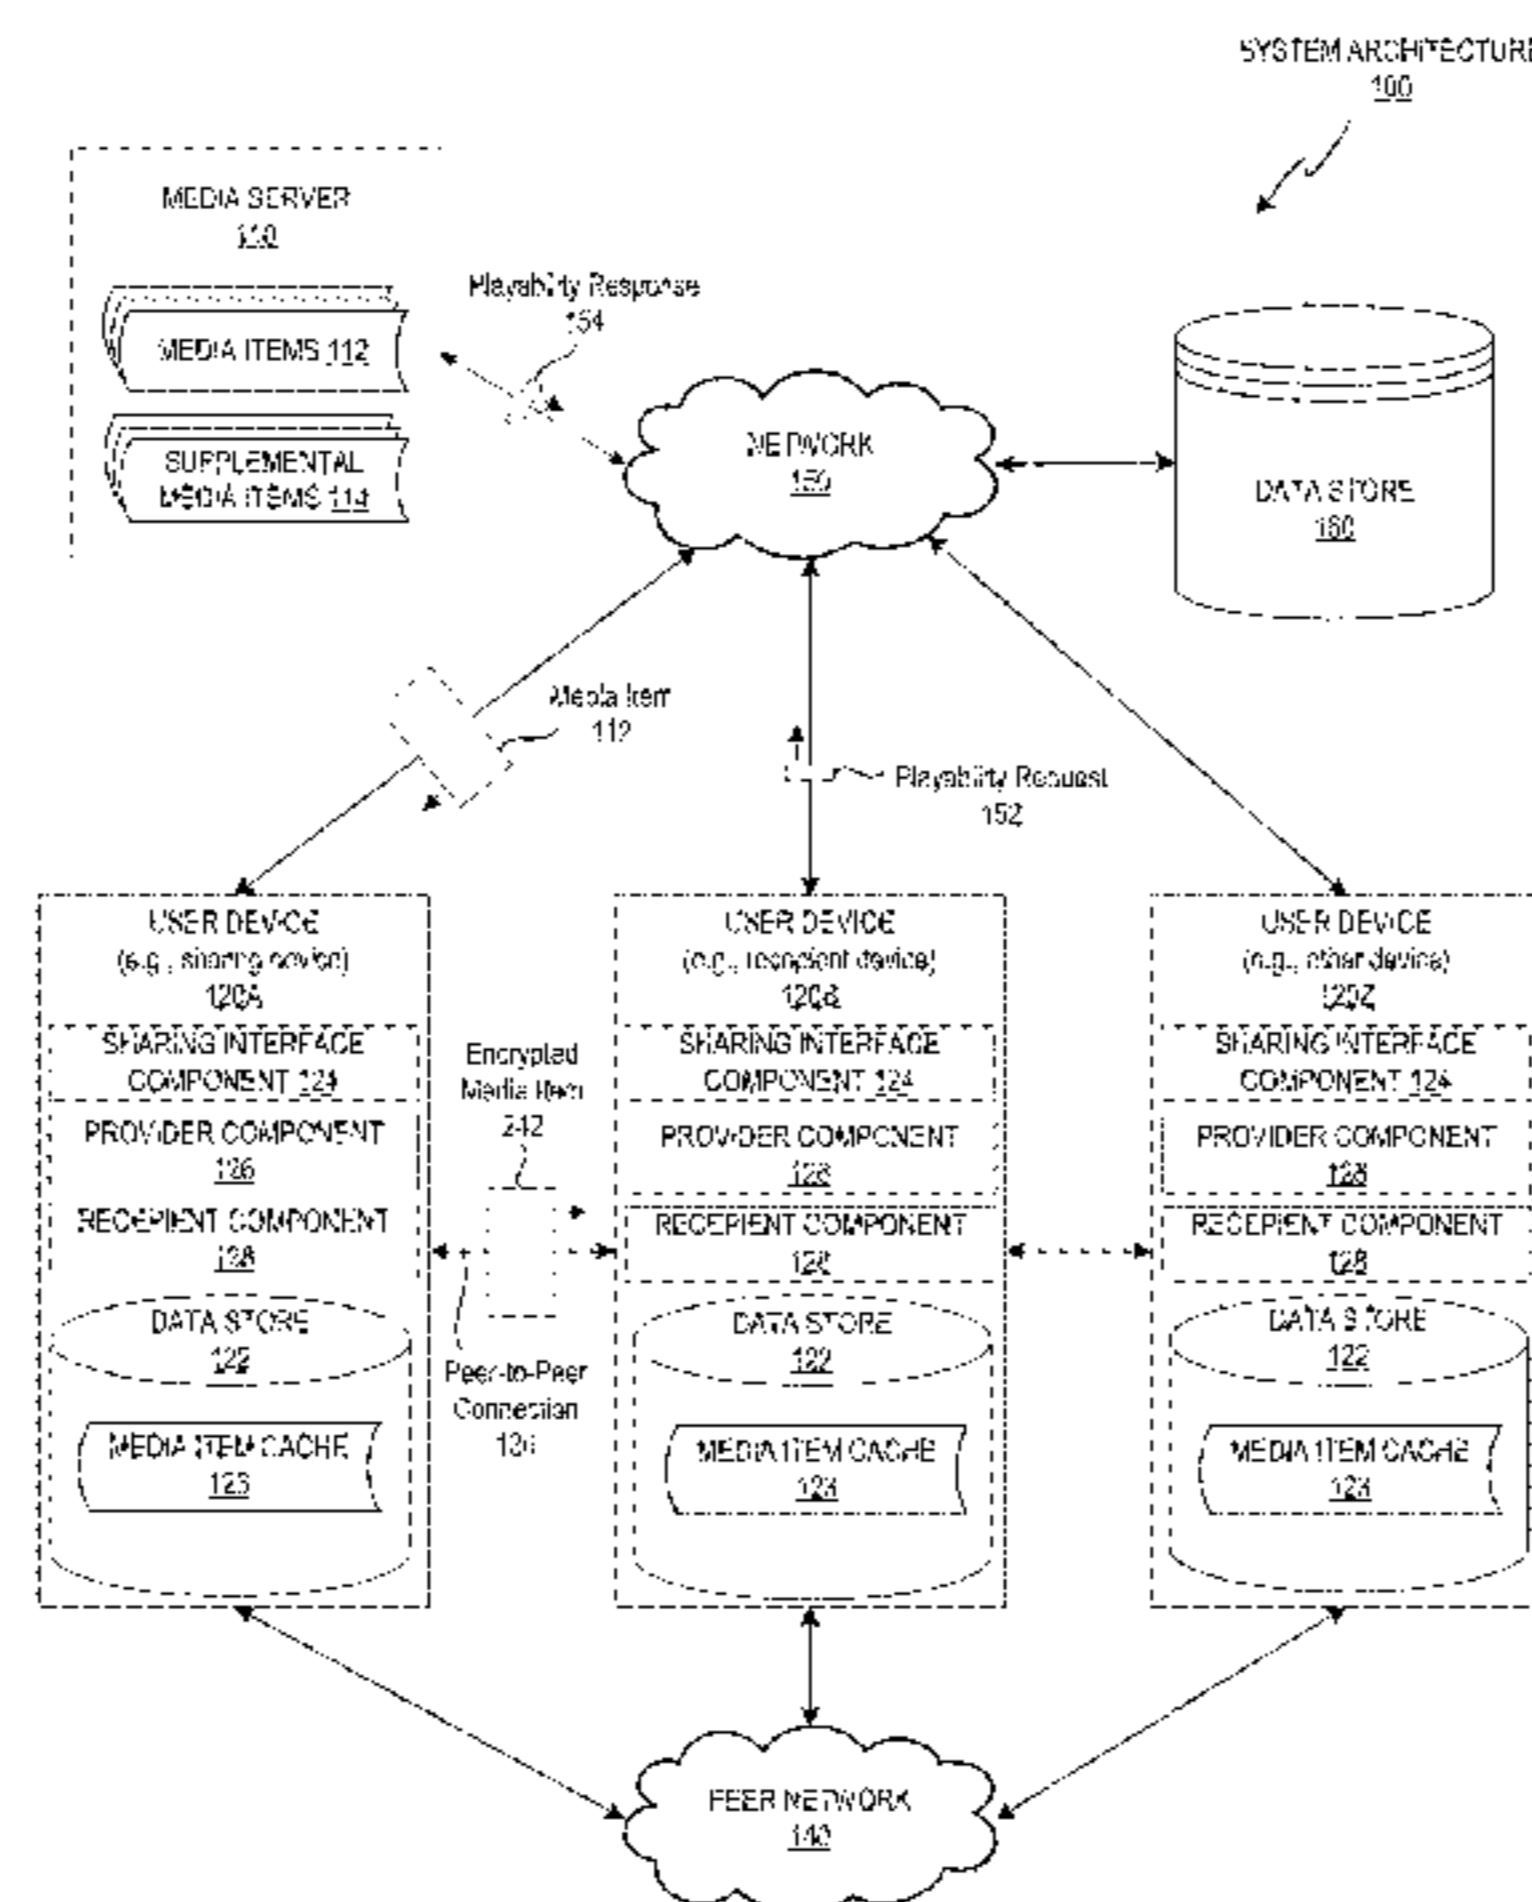 SYSTEM ARCHITECTURE
100
MEDIA SERVER
110
MEDIA ITEMS 112
SUPPLEMENTAL
MEDIA ITEMS 114
Playability Response
154
NETWORK
150
DATA STORE
160
Media Item
112
Playability Request
152
USER DEVICE
(e.g., sharing device)
120A
SHARING INTERFACE
COMPONENT 124
PROVIDER COMPONENT
126
RECEPIENT COMPONENT
128
DATA STORE
122
MEDIA ITEM CACHE
123
Encrypted
Media Item
242
Peer-to-Peer
Connection
USER DEVICE
(e.g., recipient device)
120B
SHARING INTERFACE
COMPONENT 124
PROVIDER COMPONENT
RECEPIENT COMPONENT
DATA STORE
122
MEDIA ITEM CACHE
123
USER DEVICE
(e.g., other device)
120Z
SHARING INTERFACE
COMPONENT 124
PROVIDER COMPONENT
RECEPIENT COMPONENT
128
DATA STORE
122
MEDIA ITEM CACHE
123
PEER NETWORK
140